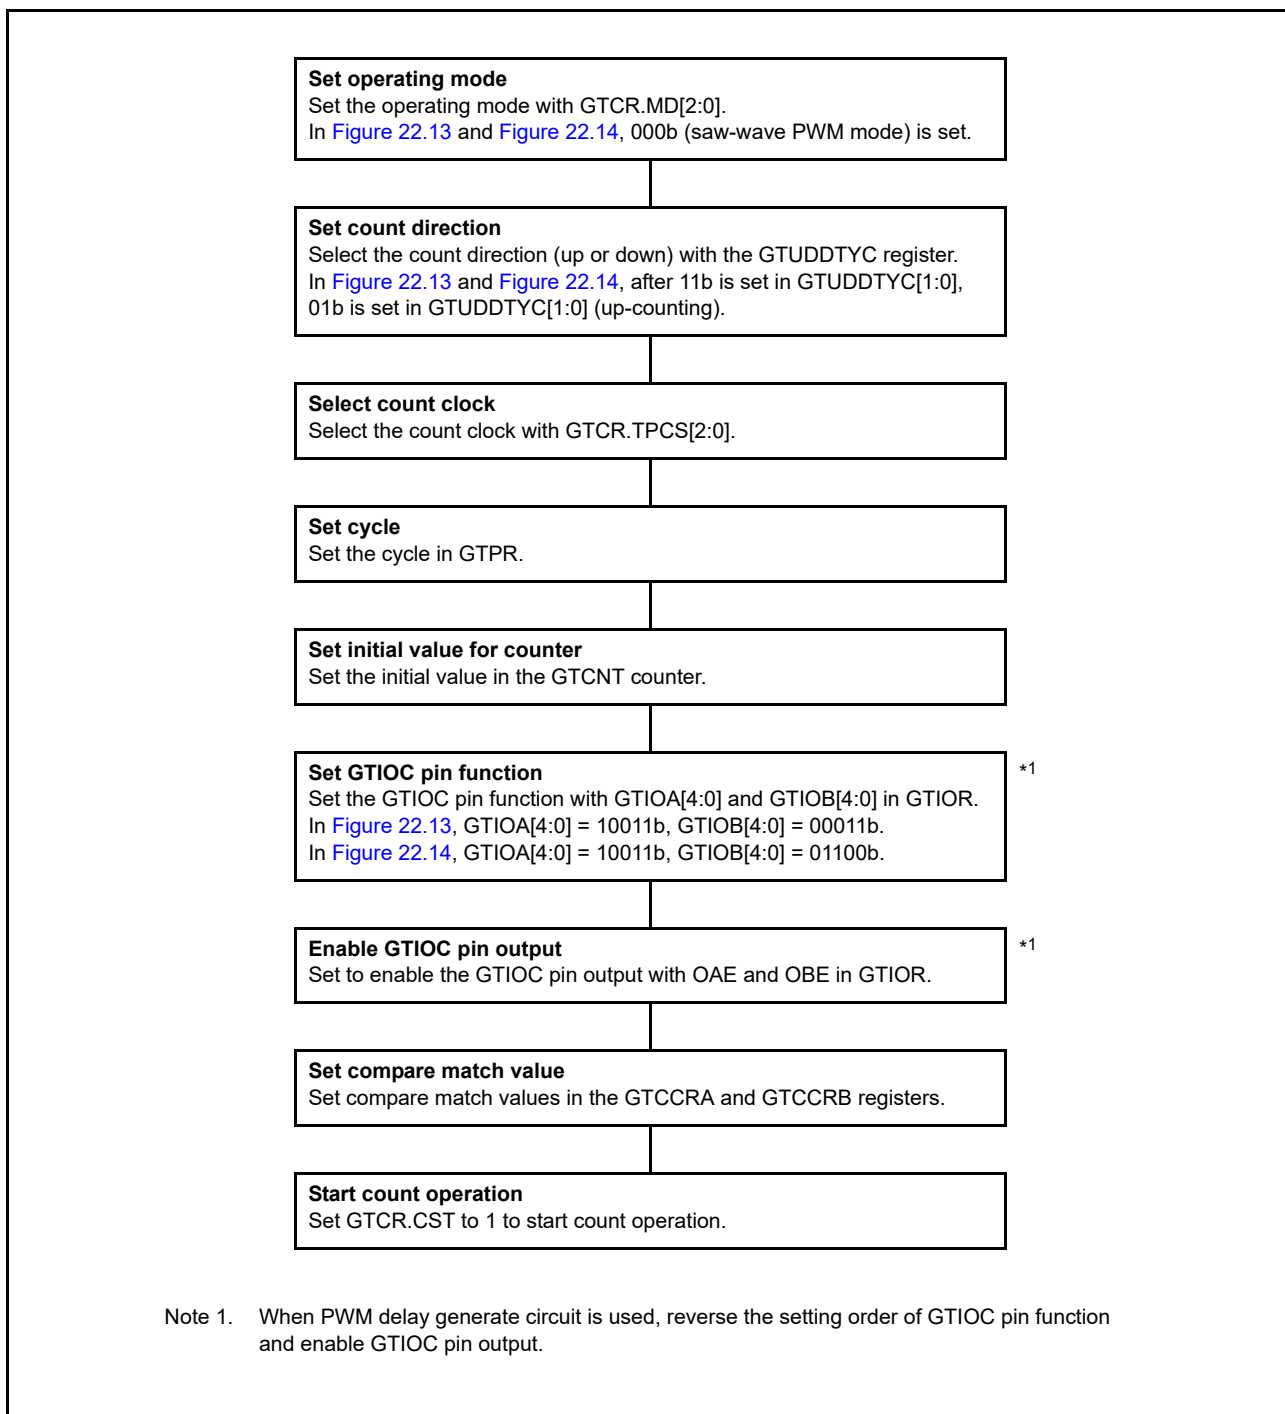 Set operating mode
Set the operating mode with GTCR.MD[2:0].
In Figure 22.13 and Figure 22.14, 000b (saw-wave PWM mode) is set.
Set count direction
Select the count direction (up or down) with the GTUDDTYC register.
In Figure 22.13 and Figure 22.14, after 11b is set in GTUDDTYC[1:0],
01b is set in GTUDDTYC[1:0] (up-counting).
Select count clock
Select the count clock with GTCR.TPCS[2:0].
Set cycle
Set the cycle in GTPR.
Set initial value for counter
Set the initial value in the GTCNT counter.
Set GTIOC pin function *1
Set the GTIOC pin function with GTIOA[4:0] and GTIOB[4:0] in GTIOR.
In Figure 22.13, GTIOA[4:0] = 10011b, GTIOB[4:0] = 00011b.
In Figure 22.14, GTIOA[4:0] = 10011b, GTIOB[4:0] = 01100b.
Enable GTIOC pin output *1
Set to enable the GTIOC pin output with OAE and OBE in GTIOR.
Set compare match value
Set compare match values in the GTCCRA and GTCCRB registers.
Start count operation
Set GTCR.CST to 1 to start count operation.
Note 1. When PWM delay generate circuit is used, reverse the setting order of GTIOC pin function
and enable GTIOC pin output.